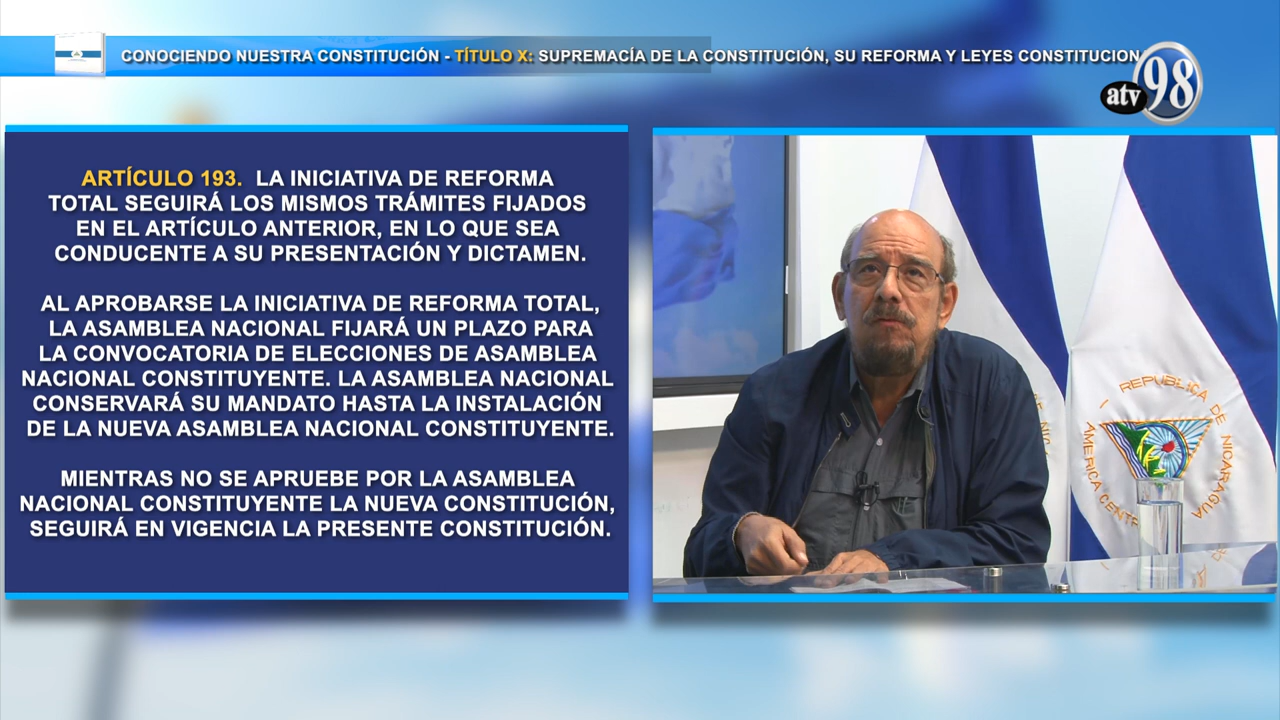 CONOCIENDO NUESTRA CONSTITUCIÓN - TÍTULO X: SUPREMACÍA DE LA CONSTITUCIÓN, SU REFORMA Y LEYES CONSTITUCION
atv 98
ARTÍCULO 193. LA INICIATIVA DE REFORMA
TOTAL SEGUIRÁ LOS MISMOS TRÁMITES FIJADOS
EN EL ARTÍCULO ANTERIOR, EN LO QUE SEA
CONDUCENTE A SU PRESENTACIÓN Y DICTAMEN.
AL APROBARSE LA INICIATIVA DE REFORMA TOTAL,
LA ASAMBLEA NACIONAL FIJARÁ UN PLAZO PARA
LA CONVOCATORIA DE ELECCIONES DE ASAMBLEA
NACIONAL CONSTITUYENTE. LA ASAMBLEA NACIONAL
CONSERVARÁ SU MANDATO HASTA LA INSTALACIÓN
DE LA NUEVA ASAMBLEA NACIONAL CONSTITUYENTE.
MIENTRAS NO SE APRUEBE POR LA ASAMBLEA
NACIONAL CONSTITUYENTE LA NUEVA CONSTITUCIÓN,
SEGUIRÁ EN VIGENCIA LA PRESENTE CONSTITUCIÓN.
REPUBLICA DE NICARAGUA
AMERICA CENT